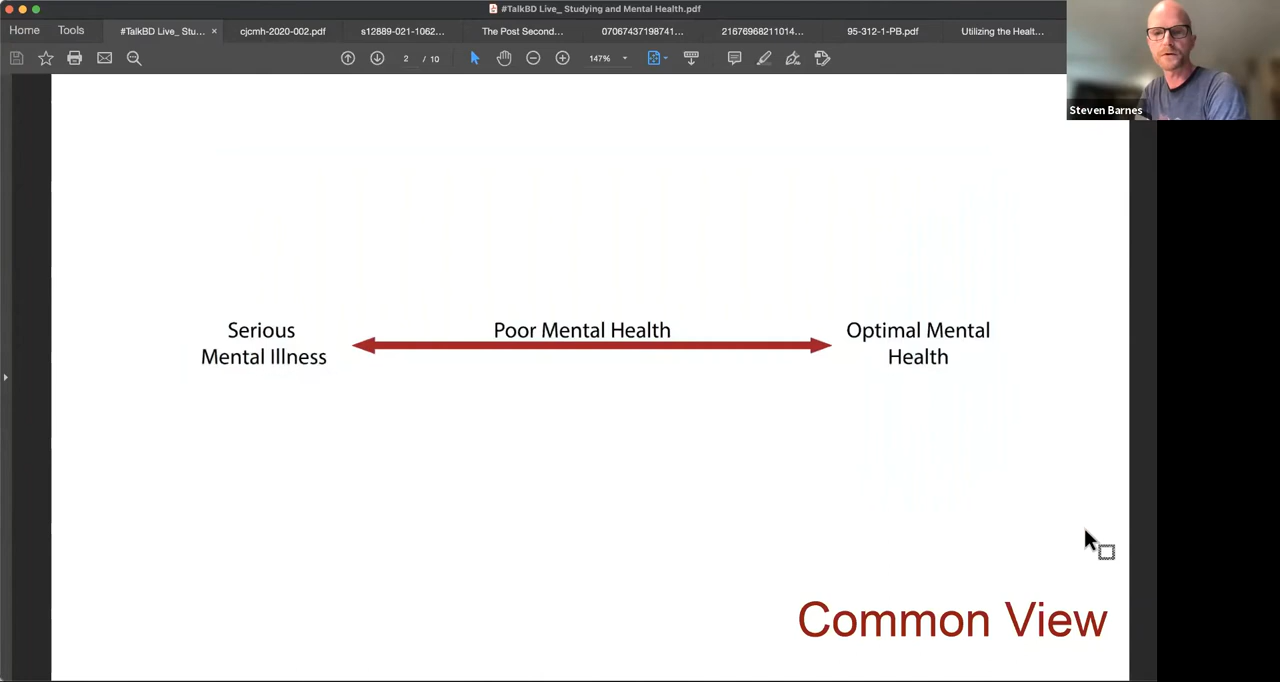 #TalkBD Live_ Studying and Mental Health.pdf
Home
Tools
#TalkBD Live_ Stu...
cjcmh-2020-002.pdf
s12889-021-1062...
The Post Second...
07067437198741...
21676968211014...
95-312-1-PB.pdf
Utilizing the Healt...
2 / 10
147%
Steven Barnes
Serious
Mental Illness
Poor Mental Health
Optimal Mental
Health
Common View